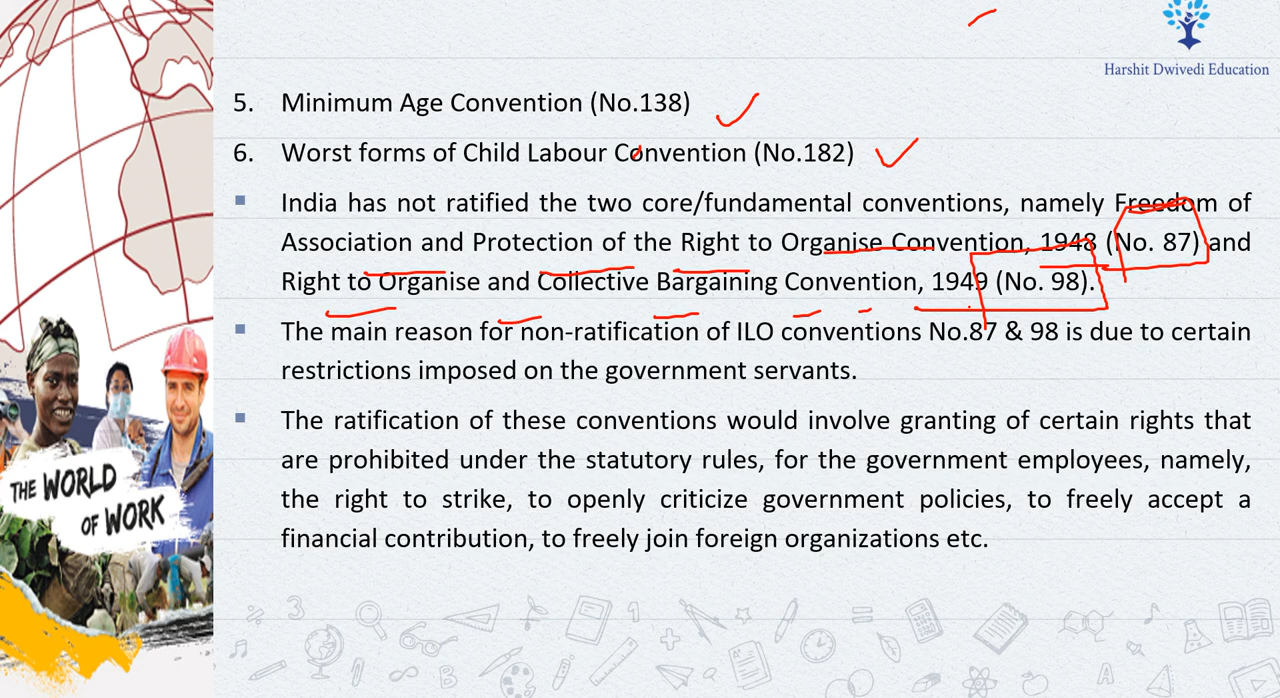 Harshit Dwivedi Education
5. Minimum Age Convention (No.138)
6. Worst forms of Child Labour Convention (No.182)
▪ India has not ratified the two core/fundamental conventions, namely Freedom of
Association and Protection of the Right to Organise Convention, 1948 (No. 87) and
Right to Organise and Collective Bargaining Convention, 1949 (No. 98).
▪ The main reason for non-ratification of ILO conventions No.87 & 98 is due to certain
restrictions imposed on the government servants.
▪ The ratification of these conventions would involve granting of certain rights that
are prohibited under the statutory rules, for the government employees, namely,
the right to strike, to openly criticize government policies, to freely accept a
financial contribution, to freely join foreign organizations etc.
THE WORLD
OF WORK